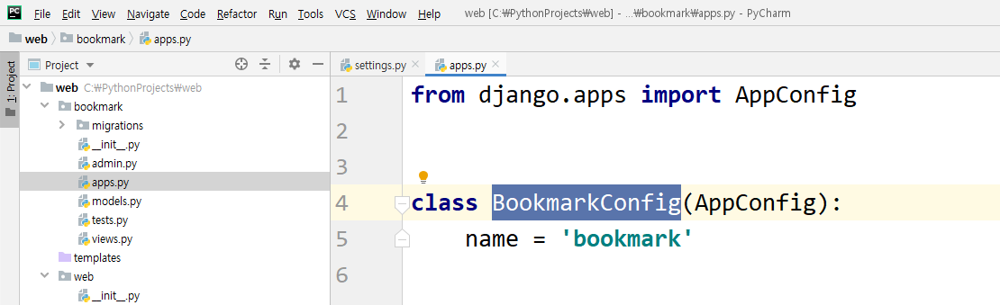 PC File Edit View Navigate Code Refactor Run Tools VCS Window Help web [C:₩PythonProjects₩web] - ...₩bookmark₩apps.py - PyCharm
web bookmark apps.py
1: Project
Project
settings.py apps.py
web C:₩PythonProjects₩web
bookmark
migrations
__init__.py
admin.py
apps.py
models.py
tests.py
views.py
templates
web
__init__.py
1 from django.apps import AppConfig
2
3
4 class BookmarkConfig(AppConfig):
5 name = 'bookmark'
6